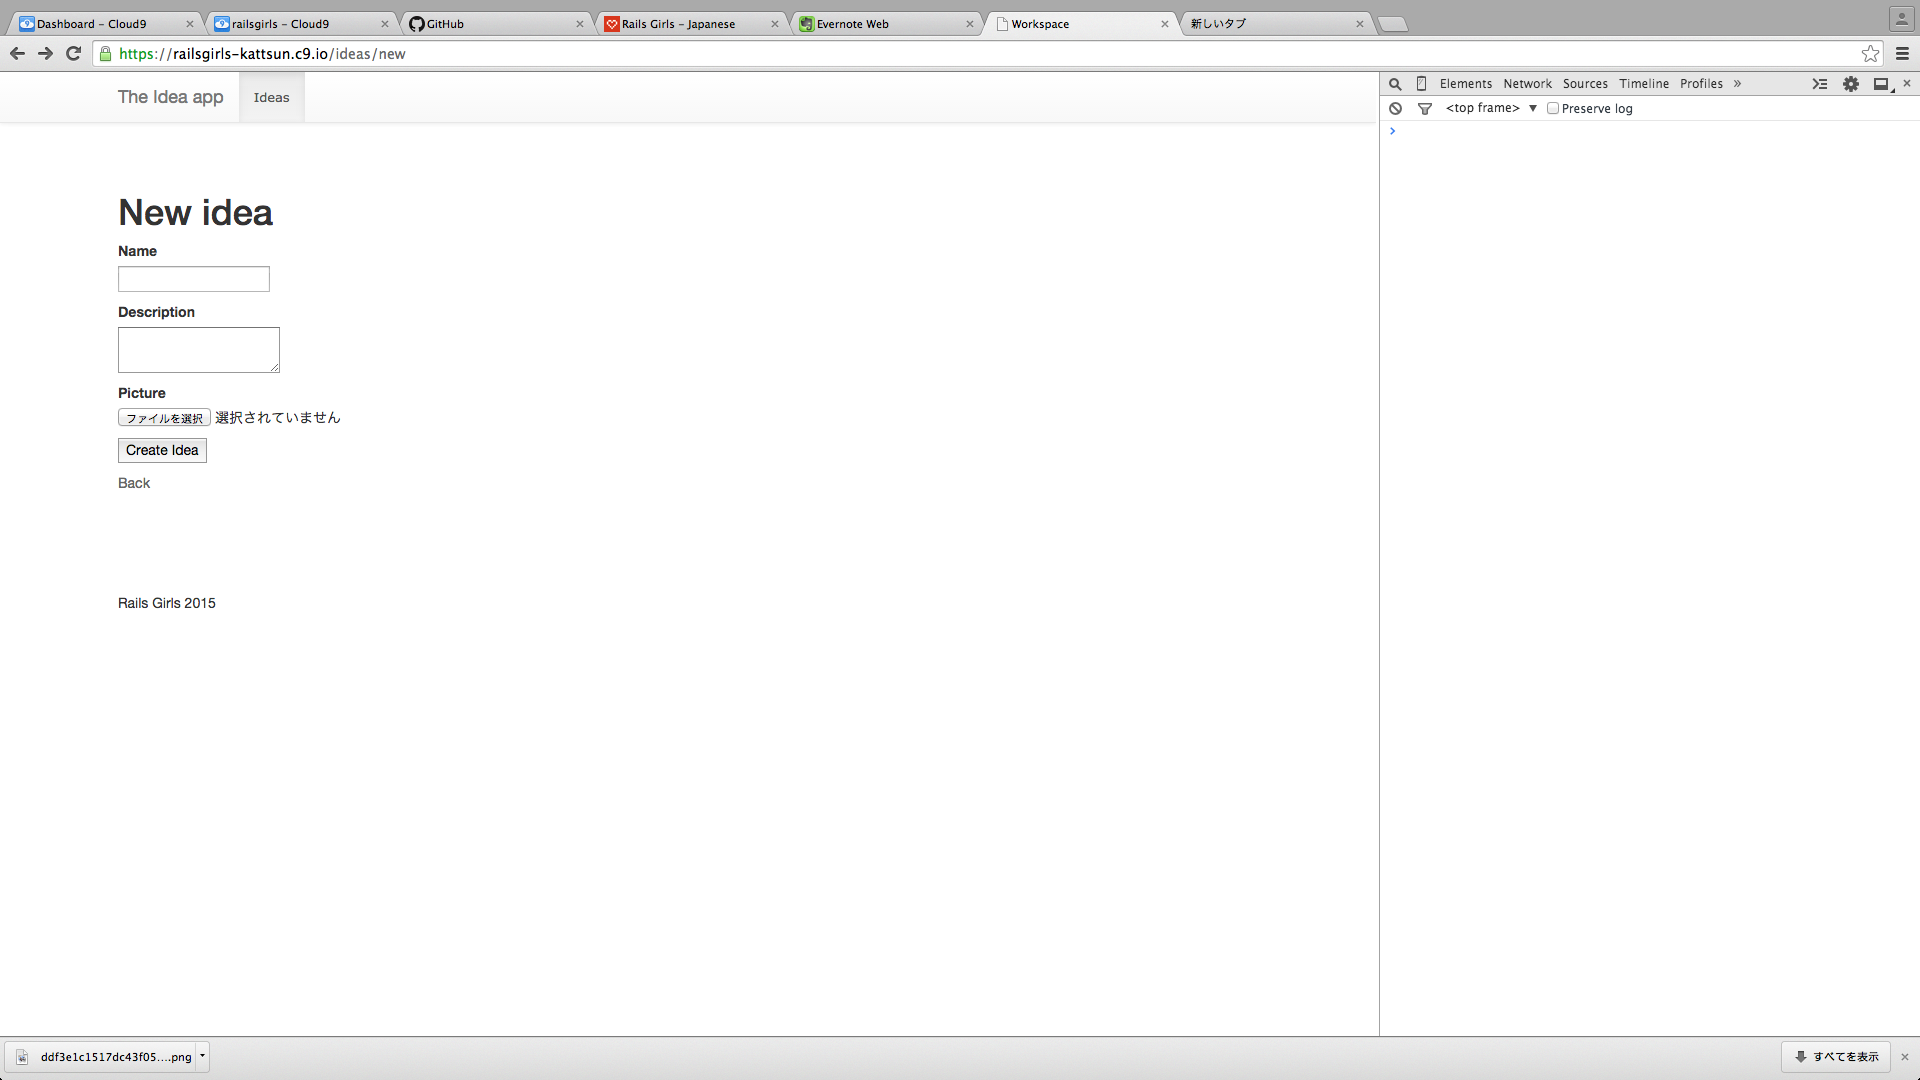 Dashboard – Cloud9
railsgirls – Cloud9
GitHub
Rails Girls – Japanese
Evernote Web
Workspace
新しいタブ
https://railsgirls-kattsun.c9.io/ideas/new
The Idea app
Ideas
Elements Network Sources Timeline Profiles »
<top frame> ▼ Preserve log
New idea
Name
Description
Picture
ファイルを選択 選択されていません
Create Idea
Back
Rails Girls 2015
ddf3e1c1517dc43f05....png
すべてを表示